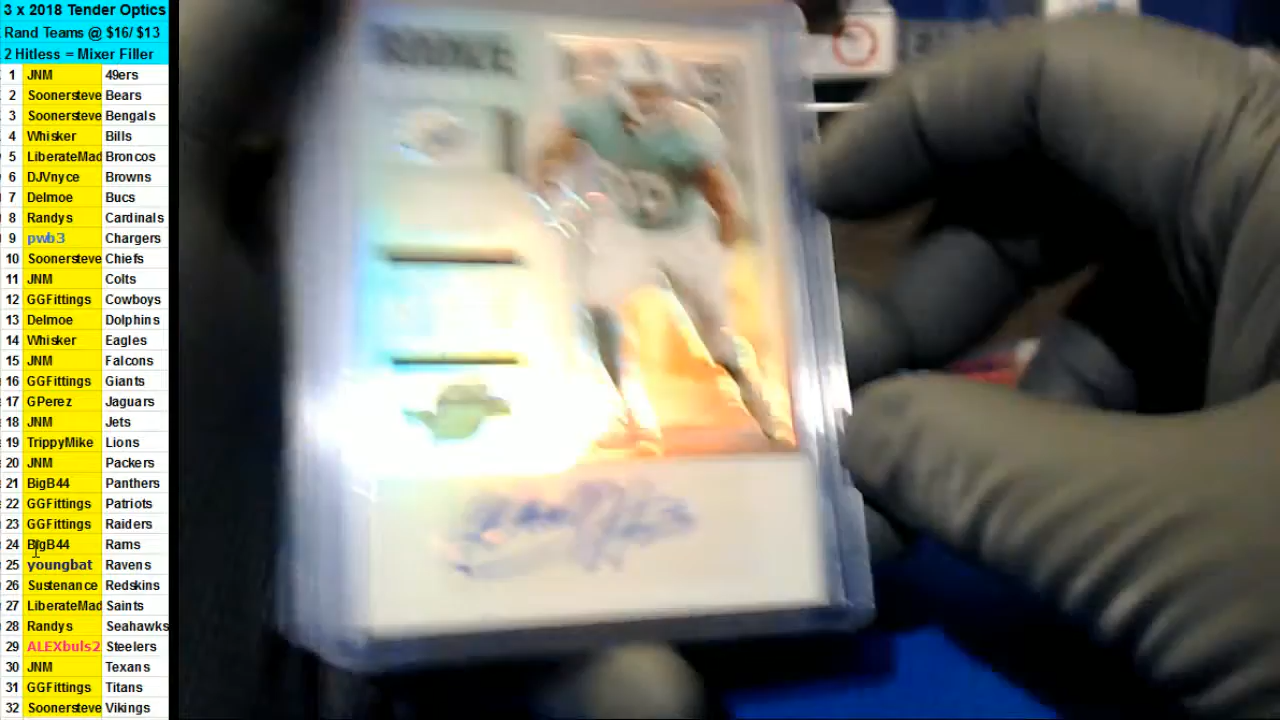 3 x 2018 Tender Optics
Rand Teams @ $16/ $13
2 Hitless = Mixer Filler
1 JNM 49ers
2 Soonersteve Bears
3 Soonersteve Bengals
4 Whisker Bills
5 LiberateMad Broncos
6 DJVnyce Browns
7 Delmoe Bucs
8 Randys Cardinals
9 pwb3 Chargers
10 Soonersteve Chiefs
11 JNM Colts
12 GGFittings Cowboys
13 Delmoe Dolphins
14 Whisker Eagles
15 JNM Falcons
16 GGFittings Giants
17 GPerez Jaguars
18 JNM Jets
19 TrippyMike Lions
20 JNM Packers
21 BigB44 Panthers
22 GGFittings Patriots
23 GGFittings Raiders
24 BigB44 Rams
25 youngbat Ravens
26 Sustenance Redskins
27 LiberateMad Saints
28 Randys Seahawks
29 ALEXbuls2 Steelers
30 JNM Texans
31 GGFittings Titans
32 Soonersteve Vikings
ROOKIE